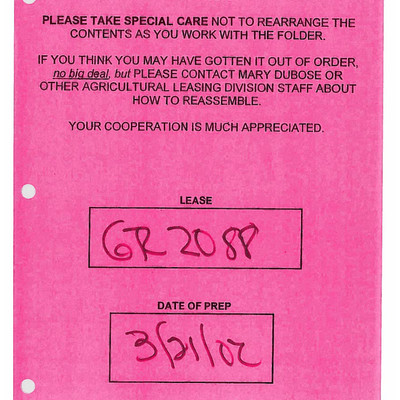 PLEASE TAKE SPECIAL CARE NOT TO REARRANGE THE
CONTENTS AS YOU WORK WITH THE FOLDER.
IF YOU THINK YOU MAY HAVE GOTTEN IT OUT OF ORDER,
no big deal, but PLEASE CONTACT MARY DUBOSE OR
OTHER AGRICULTURAL LEASING DIVISION STAFF ABOUT
HOW TO REASSEMBLE.
YOUR COOPERATION IS MUCH APPRECIATED.
LEASE
GR 2088
DATE OF PREP
3/21/02